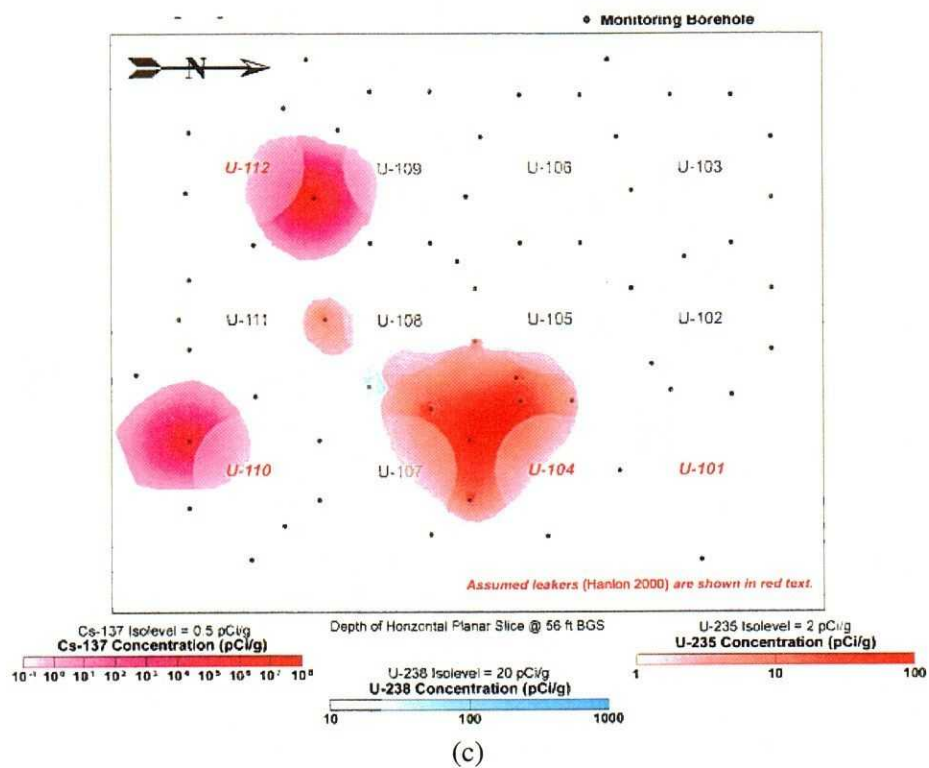 Monitoring Borehole
N
U-112 U-109 U-106 U-103
U-111 U-108 U-105 U-102
U-110 U-107 U-104 U-101
Assumed leakers (Hanlon 2000) are shown in red text.
Cs-137 Isolevel = 0.5 pCi/g
Cs-137 Concentration (pCi/g)
10⁻¹ 10⁰ 10¹ 10² 10³ 10⁴ 10⁵ 10⁶ 10⁷ 10⁸
Depth of Horizontal Planar Slice @ 56 ft BGS
U-238 Isolevel = 20 pCi/g
U-238 Concentration (pCi/g)
10 100 1000
U-235 Isolevel = 2 pCi/g
U-235 Concentration (pCi/g)
1 10 100
(c)